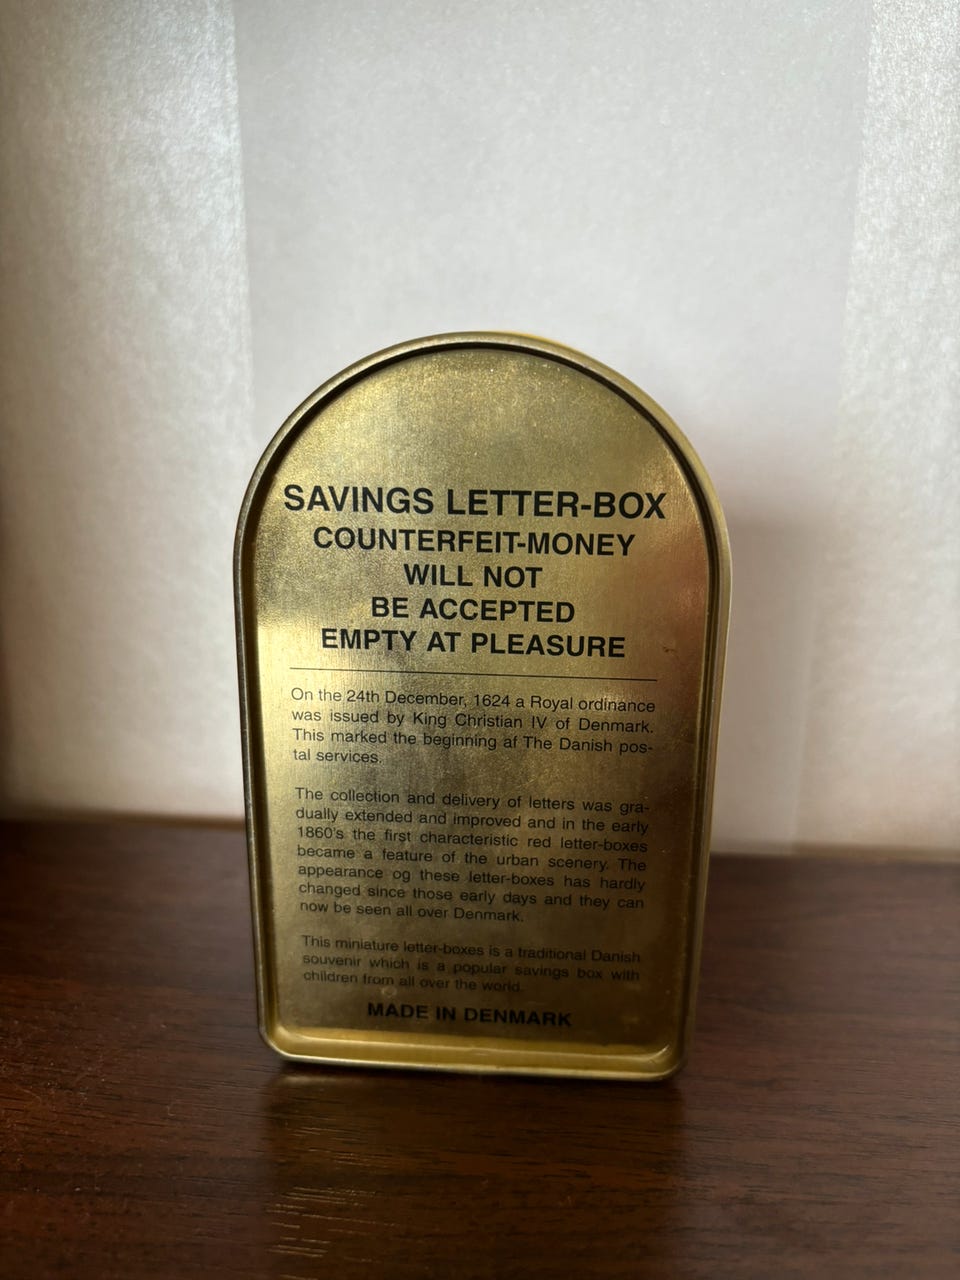 SAVINGS LETTER-BOX
COUNTERFEIT-MONEY
WILL NOT
BE ACCEPTED
EMPTY AT PLEASURE
On the 24th December, 1624 a Royal ordinance
was issued by King Christian IV of Denmark.
This marked the beginning af The Danish pos-
tal services.
The collection and delivery of letters was gra-
dually extended and improved and in the early
1860's the first characteristic red letter-boxes
became a feature of the urban scenery. The
appearance og these letter-boxes has hardly
changed since those early days and they can
now be seen all over Denmark.
This miniature letter-boxes is a traditional Danish
souvenir which is a popular savings box with
children from all over the world.
MADE IN DENMARK